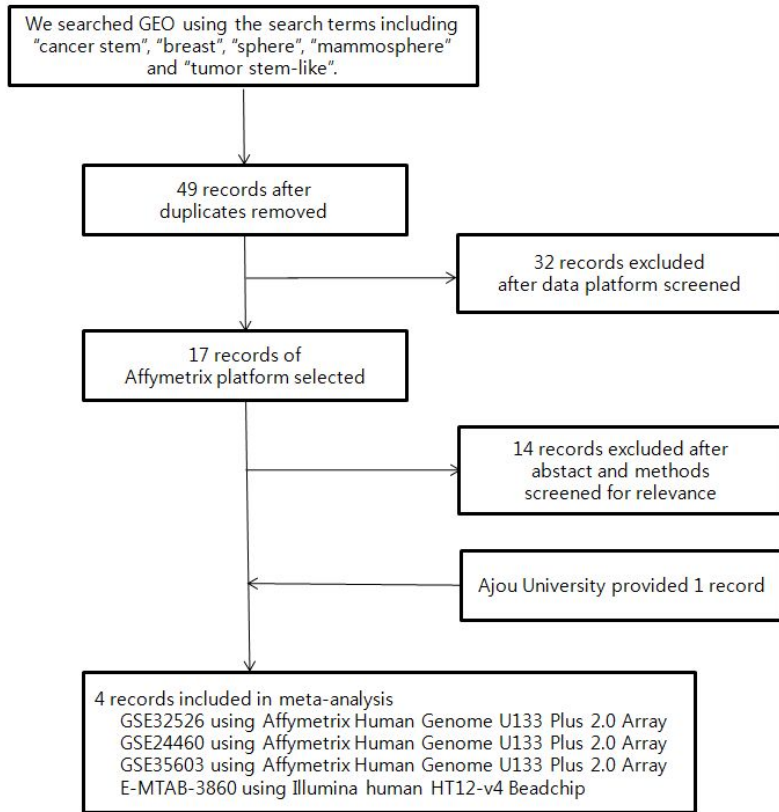 We searched GEO using the search terms including
"cancer stem", "breast", "sphere", "mammosphere"
and "tumor stem-like".
49 records after
duplicates removed
32 records excluded
after data platform screened
17 records of
Affymetrix platform selected
14 records excluded after
abstact and methods
screened for relevance
Ajou University provided 1 record
4 records included in meta-analysis
GSE32526 using Affymetrix Human Genome U133 Plus 2.0 Array
GSE24460 using Affymetrix Human Genome U133 Plus 2.0 Array
GSE35603 using Affymetrix Human Genome U133 Plus 2.0 Array
E-MTAB-3860 using Illumina human HT12-v4 Beadchip